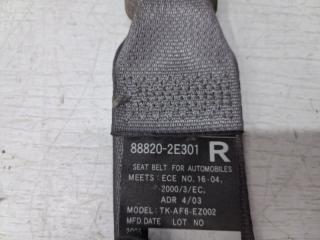 88820-2E301 R
SEAT BELT FOR AUTOMOBILES
MEETS: ECE NO. 16-04,
2000/3/EC,
ADR 4/03
MODEL: TK-AF6-EZ002
MFD.DATE LOT NO